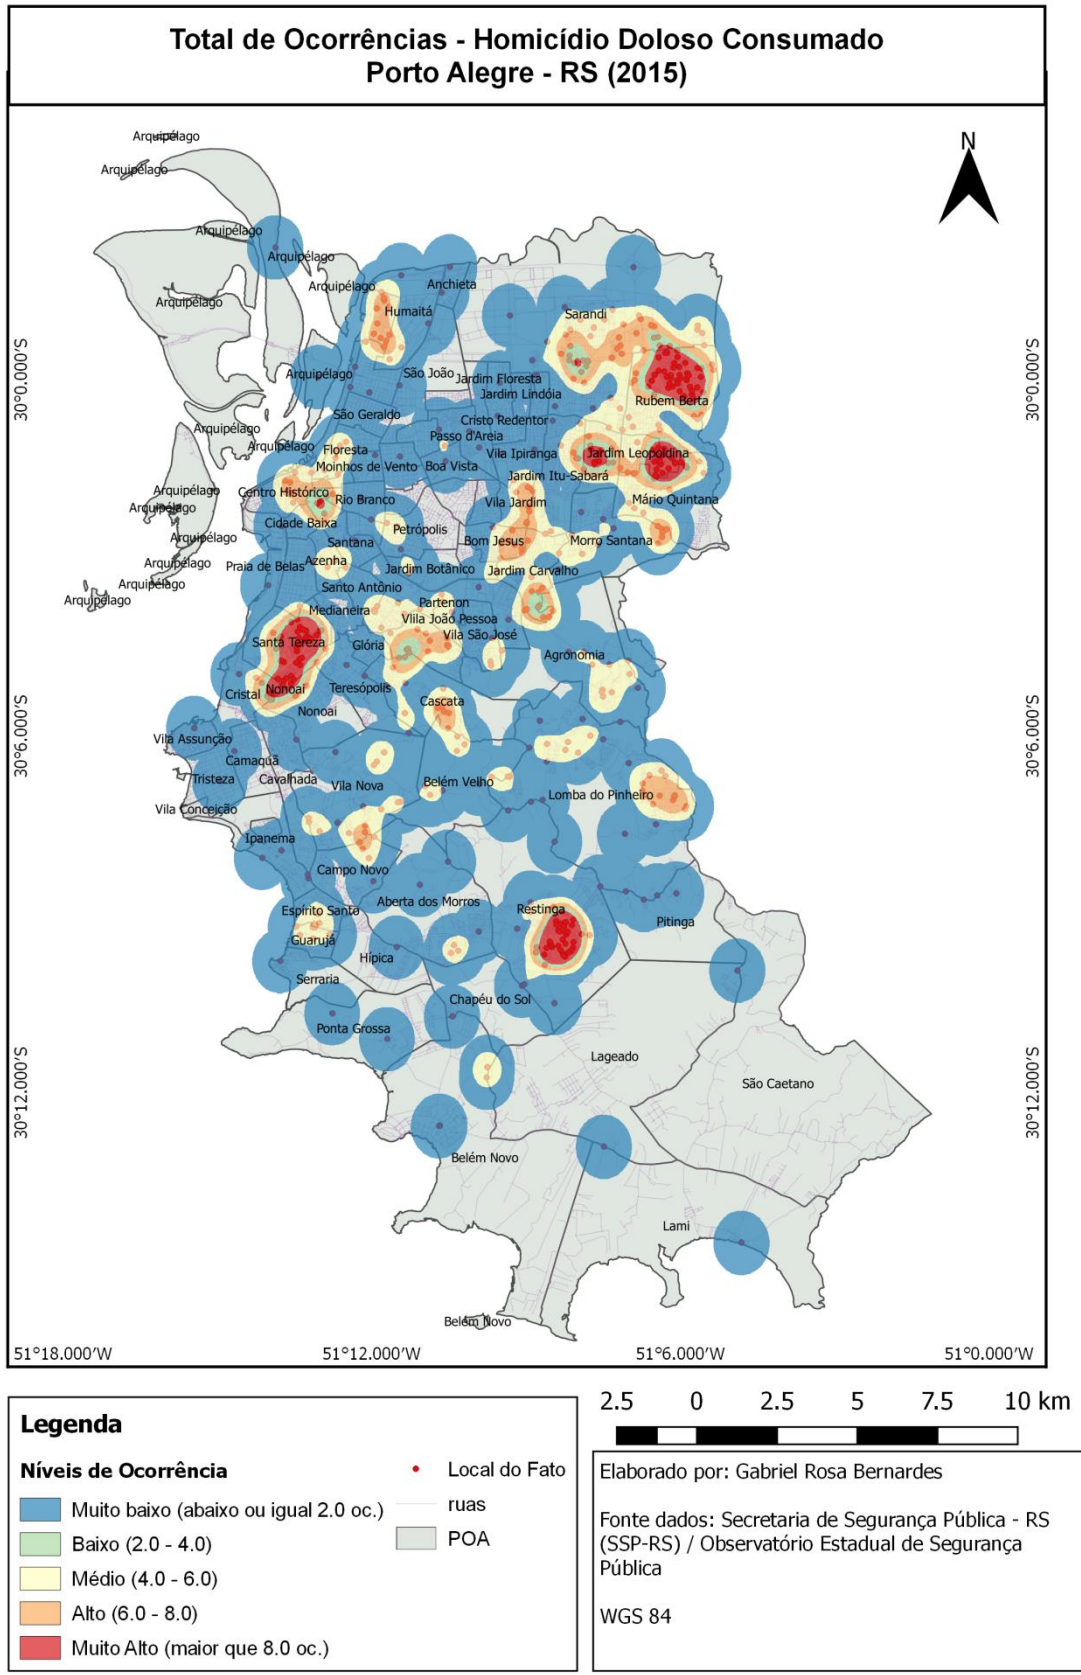 Total de Ocorrências - Homicídio Doloso Consumado
Porto Alegre - RS (2015)
N
Arquipélago
Arquipélago
Arquipélago
Arquipélago
Arquipélago
Arquipélago
Anchieta
Humaitá
Sarandi
30°0.000'S
30°0.000'S
Arquipélago
São João
Jardim Floresta
Jardim Lindóia
Rubem Berta
São Geraldo
Cristo Redentor
Arquipélago
Passo d'Areia
Arquipélago
Floresta
Vila Ipiranga
Jardim Leopoldina
Moinhos de Vento
Boa Vista
Jardim Itu-Sabará
Arquipélago
Centro Histórico
Rio Branco
Vila Jardim
Mário Quintana
Arquipélago
Cidade Baixa
Petrópolis
Arquipélago
Santana
Bom Jesus
Morro Santana
Arquipélago
Praia de Belas
Azenha
Jardim Botânico
Jardim Carvalho
Arquipélago
Santo Antônio
Arquipélago
Medianeira
Partenon
Vlila João Pessoa
Santa Tereza
Glória
Vila São José
Agronomia
Cristal
Nonoai
Teresópolis
Cascata
Nonoai
30°6.000'S
30°6.000'S
Vila Assunção
Camaquã
Tristeza
Cavalhada
Vila Nova
Belém Velho
Lomba do Pinheiro
Vila Conceição
Ipanema
Campo Novo
Espírito Santo
Aberta dos Morros
Restinga
Pitinga
Guarujá
Hípica
Serraria
Chapéu do Sol
Ponta Grossa
Lageado
São Caetano
30°12.000'S
30°12.000'S
Belém Novo
Lami
Belém Novo
51°18.000'W
51°12.000'W
51°6.000'W
51°0.000'W
Legenda
Níveis de Ocorrência
Muito baixo (abaixo ou igual 2.0 oc.)
Baixo (2.0 - 4.0)
Médio (4.0 - 6.0)
Alto (6.0 - 8.0)
Muito Alto (maior que 8.0 oc.)
Local do Fato
ruas
POA
2.5 0 2.5 5 7.5 10 km
Elaborado por: Gabriel Rosa Bernardes
Fonte dados: Secretaria de Segurança Pública - RS
(SSP-RS) / Observatório Estadual de Segurança
Pública
WGS 84